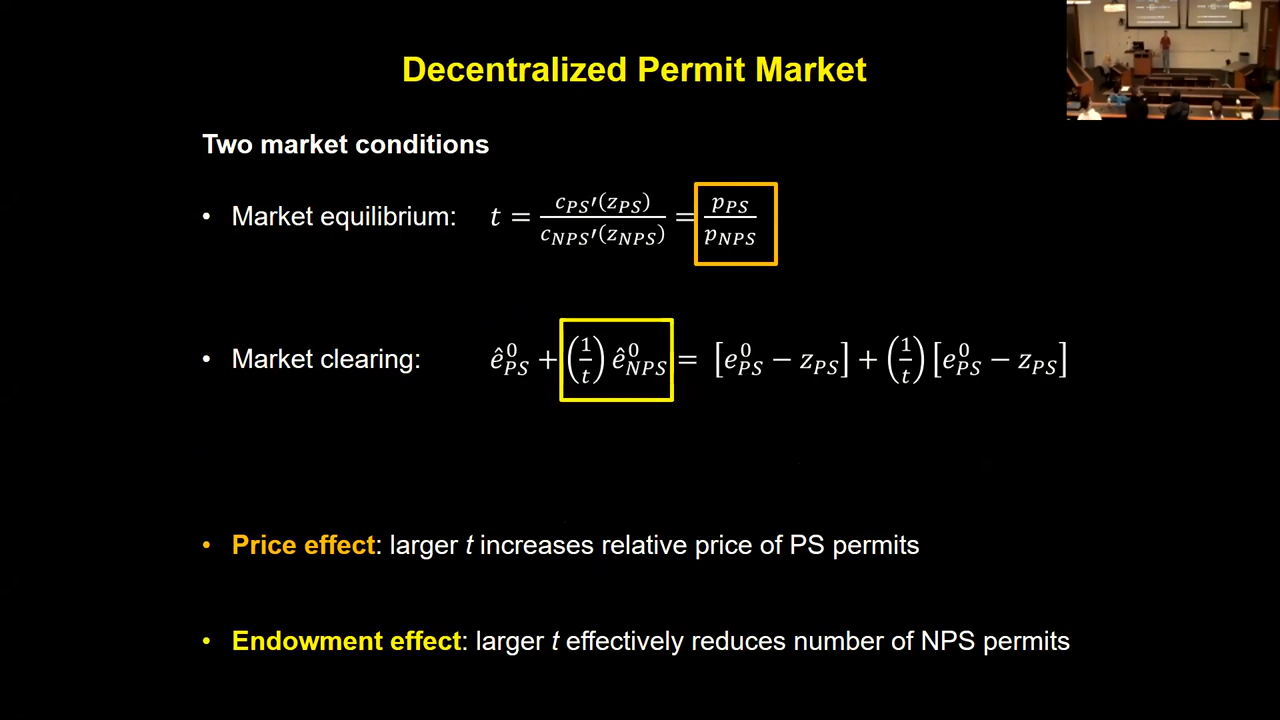 Decentralized Permit Market
Two market conditions
• Market equilibrium: t = c_PS′(z_PS) / c_NPS′(z_NPS) = p_PS / p_NPS
• Market clearing: ê⁰_PS + (1/t) ê⁰_NPS = [e⁰_PS − z_PS] + (1/t) [e⁰_PS − z_PS]
• Price effect: larger t increases relative price of PS permits
• Endowment effect: larger t effectively reduces number of NPS permits